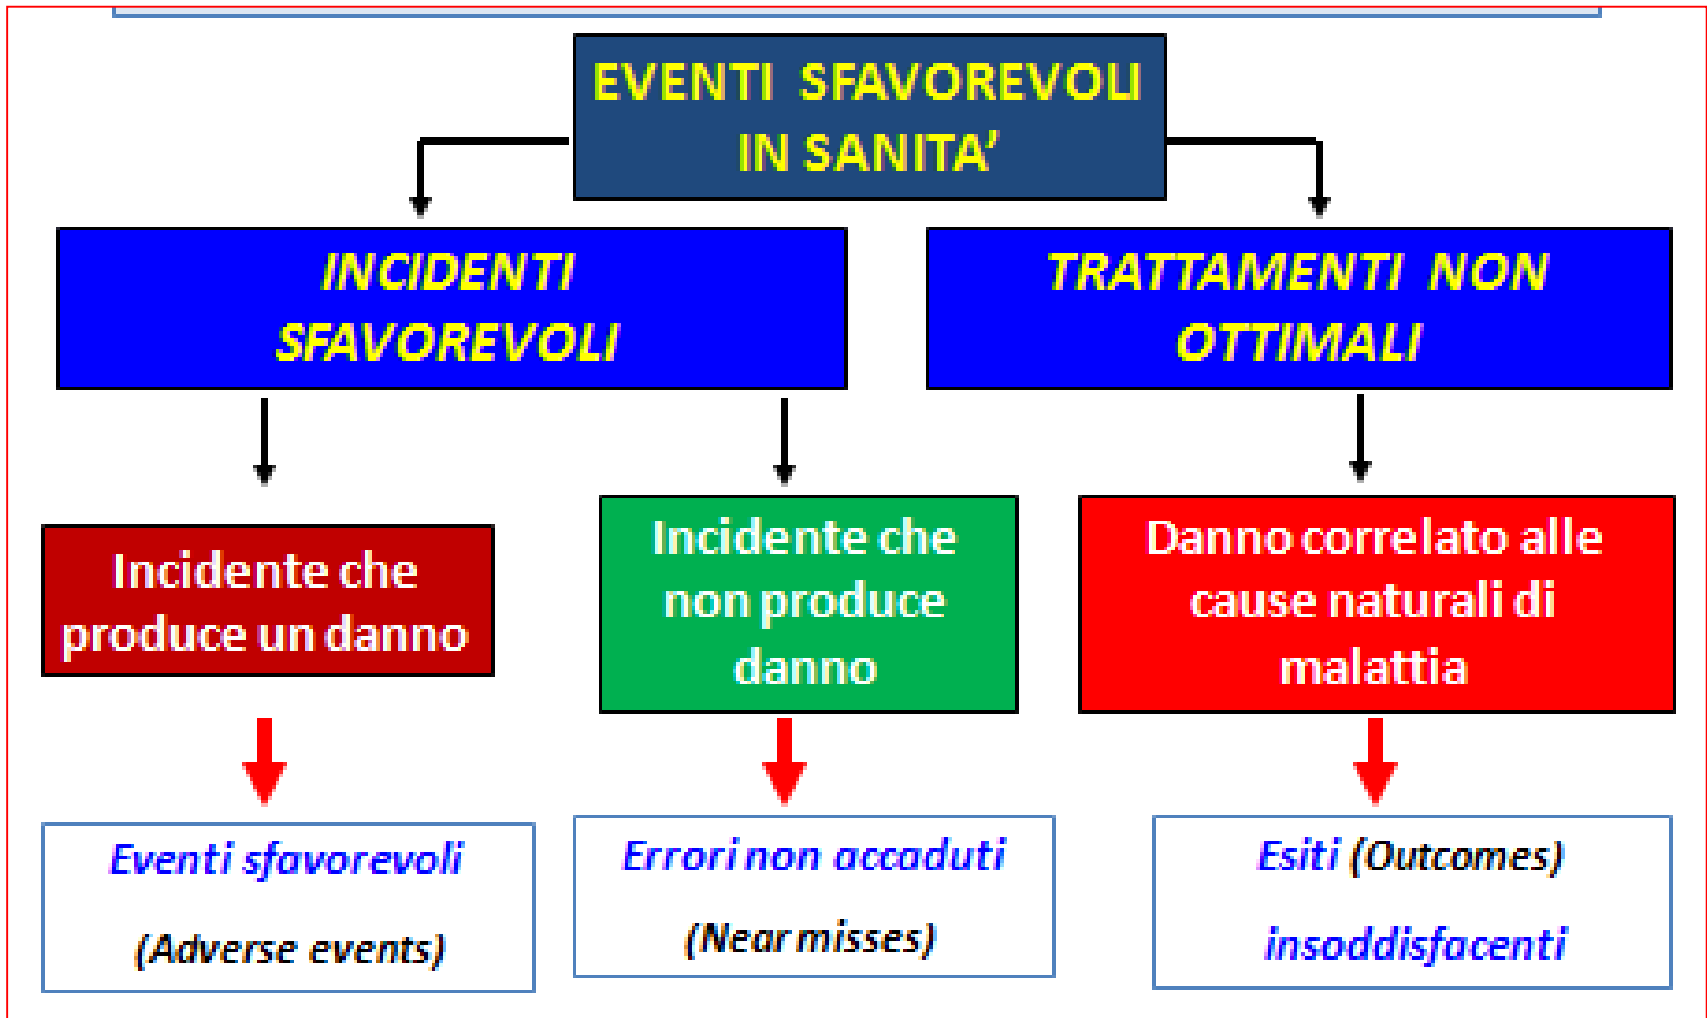 EVENTI SFAVOREVOLI
IN SANITA'
INCIDENTI
SFAVOREVOLI
TRATTAMENTI NON
OTTIMALI
Incidente che
produce un danno
Incidente che
non produce
danno
Danno correlato alle
cause naturali di
malattia
Eventi sfavorevoli
(Adverse events)
Errori non accaduti
(Near misses)
Esiti (Outcomes)
insoddisfacenti